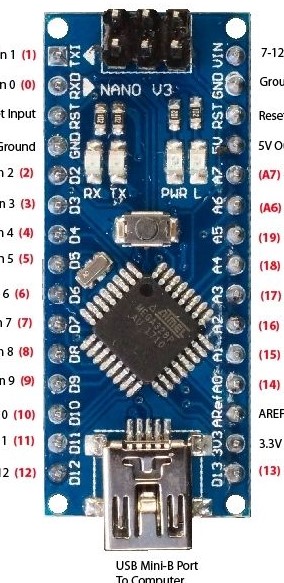 n 1 (1)
n 0 (0)
t Input
Ground
n 2 (2)
n 3 (3)
n 4 (4)
n 5 (5)
6 (6)
n 7 (7)
n 8 (8)
n 9 (9)
0 (10)
1 (11)
12 (12)
TX1
RXD
RST
GND
D2
D3
D4
D5
D6
D7
D8
D9
D10
D11
D12
NANO V3
RX TX PWR L
ATMEL
MEGA328P
VIN
GND
RST
5V
A7
A6
A5
A4
A3
A2
A1
A0
ARef
3V3
D13
7-12
Grou
Rese
5V O
(A7)
(A6)
(19)
(18)
(17)
(16)
(15)
(14)
AREF
3.3V
(13)
USB Mini-B Port
To Computer